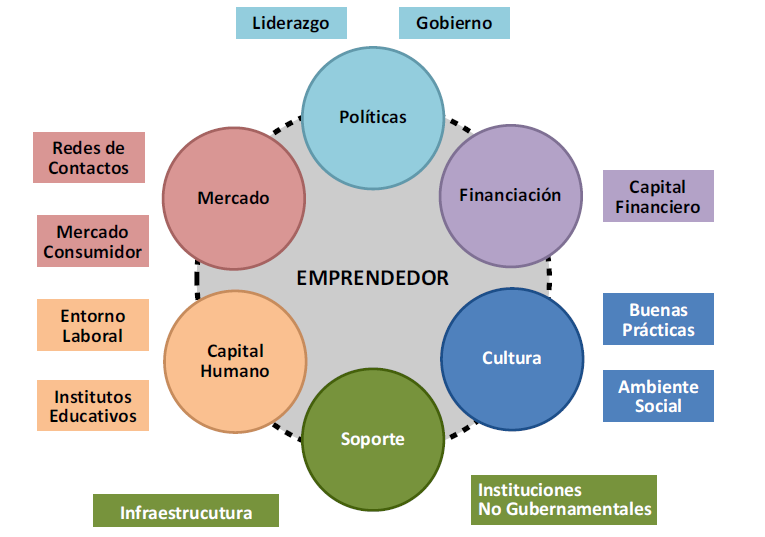 Liderazgo
Gobierno
Políticas
Redes de
Contactos
Mercado
Financiación
Capital
Financiero
Mercado
Consumidor
EMPRENDEDOR
Entorno
Laboral
Buenas
Prácticas
Capital
Humano
Cultura
Institutos
Educativos
Ambiente
Social
Soporte
Infraestrucutura
Instituciones
No Gubernamentales